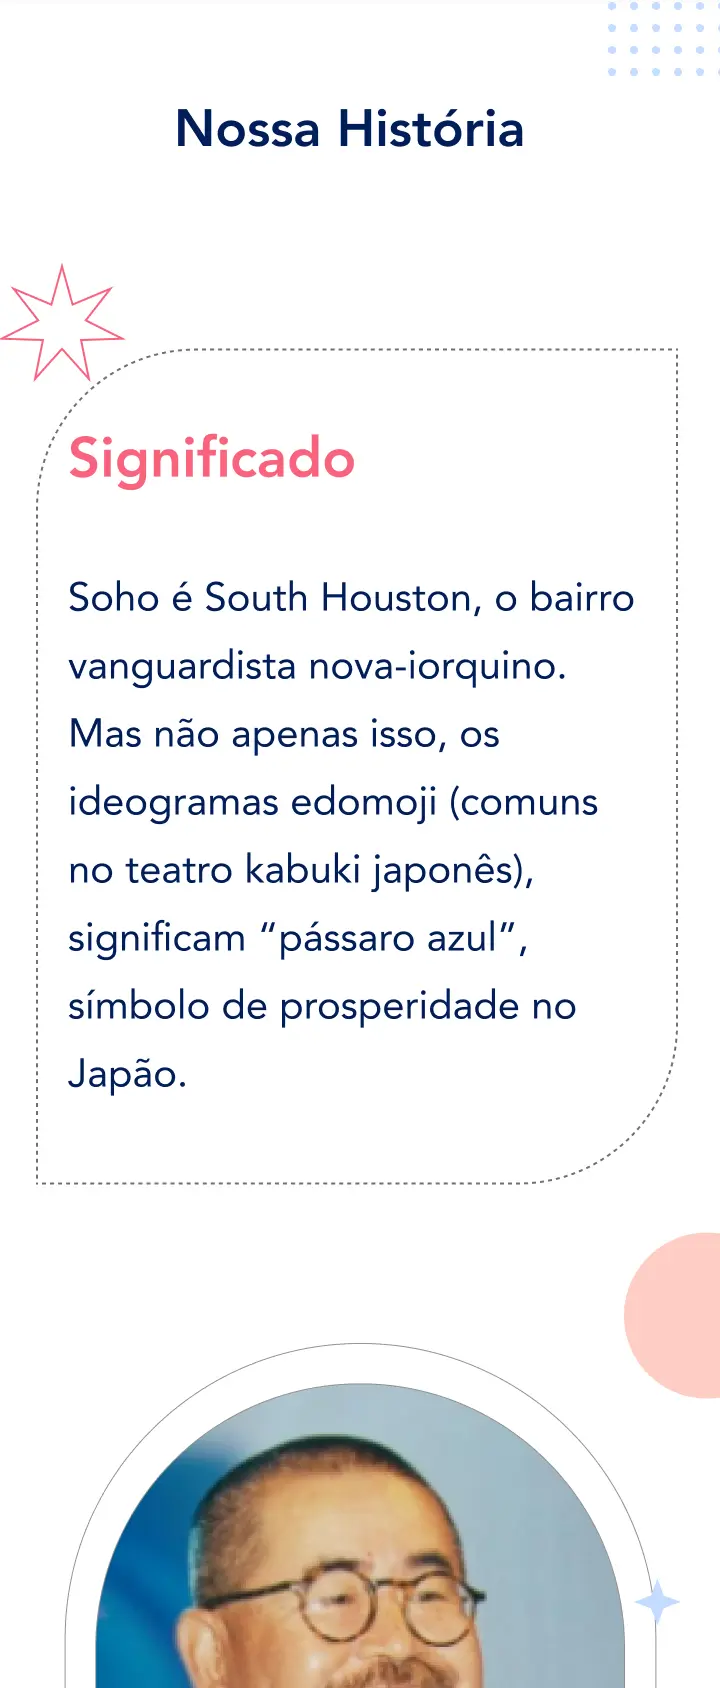 Nossa História
Significado
Soho é South Houston, o bairro
vanguardista nova-iorquino.
Mas não apenas isso, os
ideogramas edomoji (comuns
no teatro kabuki japonês),
significam “pássaro azul”,
símbolo de prosperidade no
Japão.